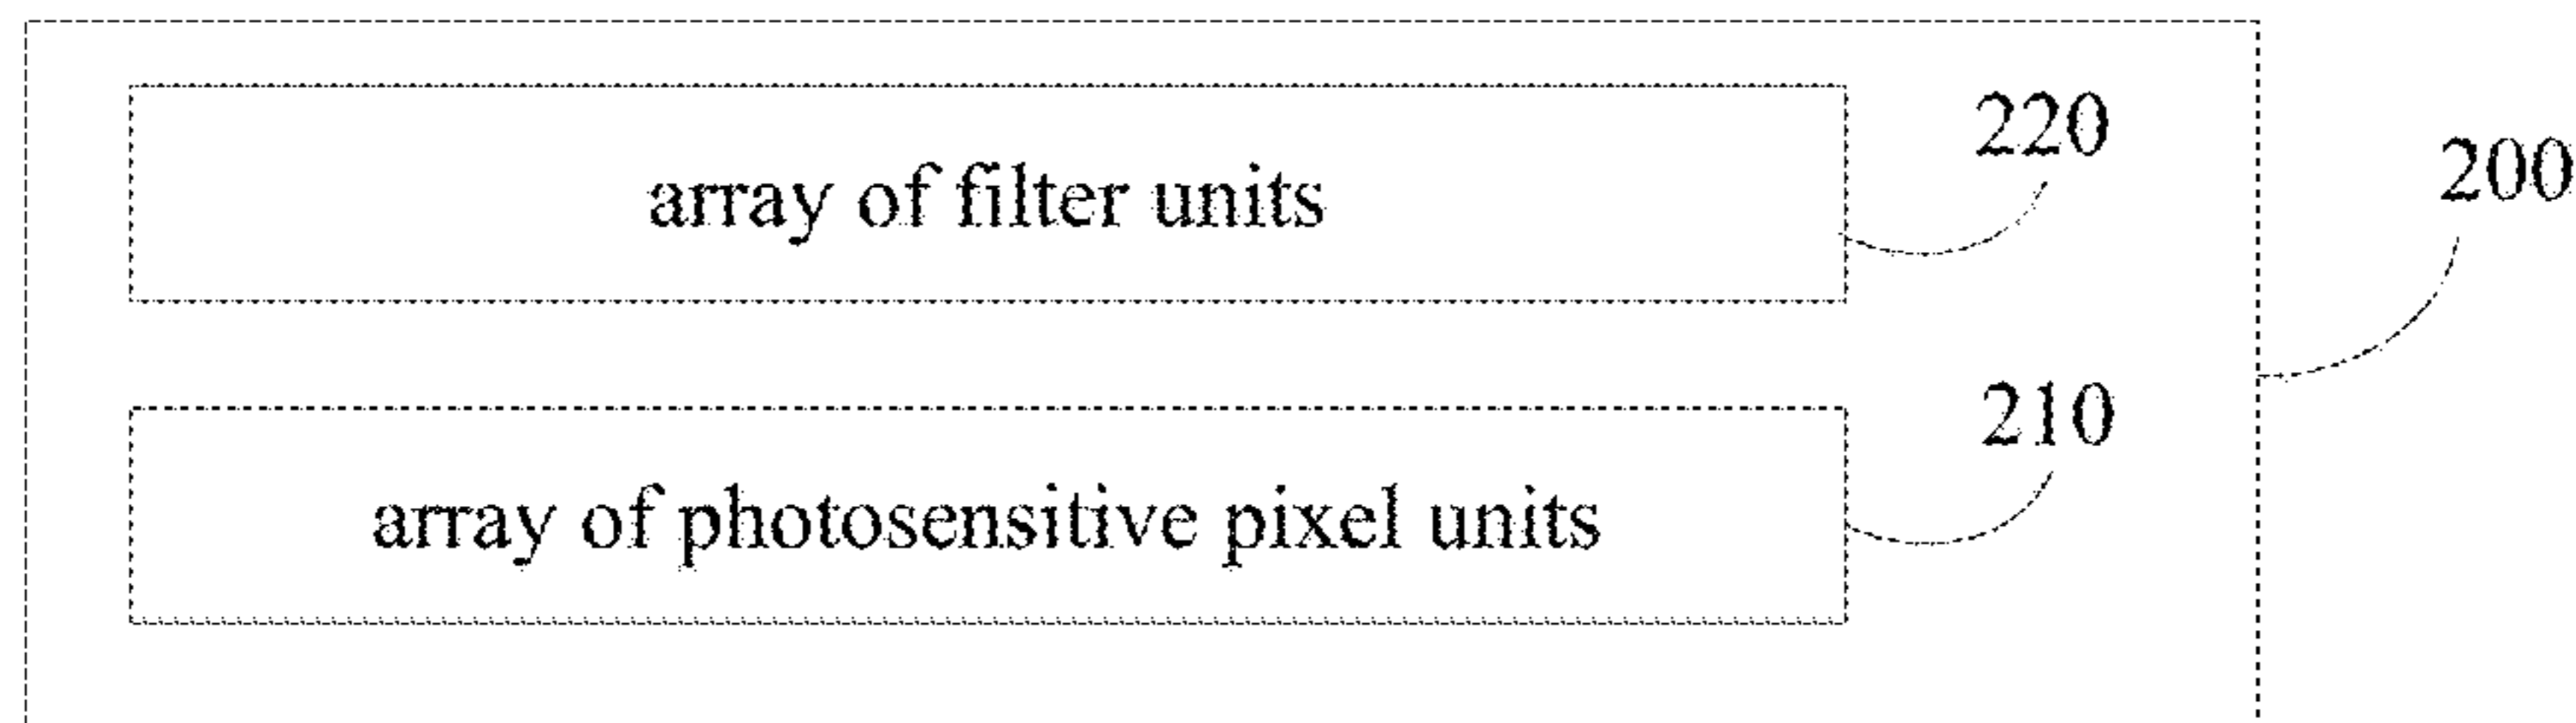 220
200
array of filter units
210
array of photosensitive pixel units